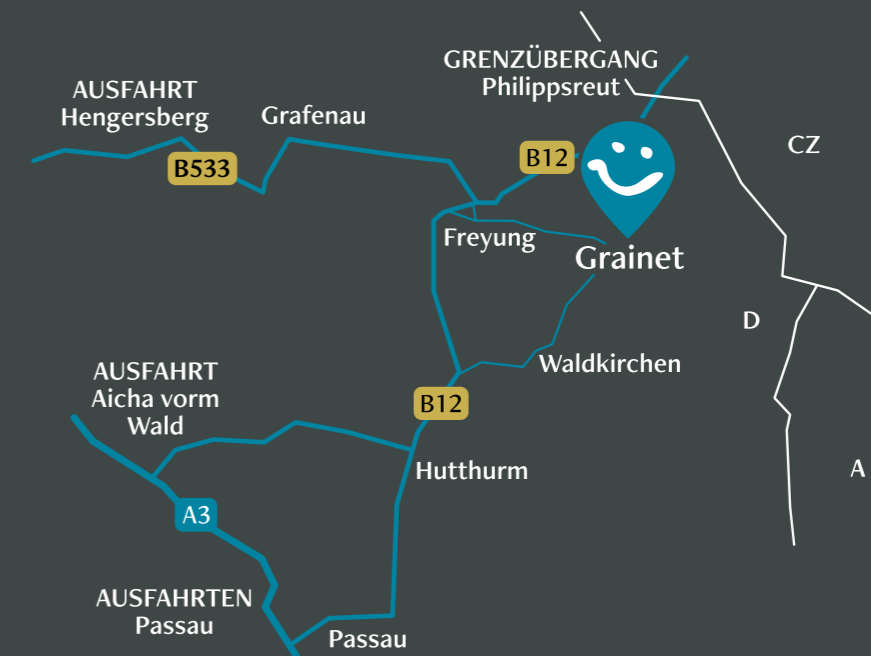 GRENZÜBERGANG
Philippsreut
AUSFAHRT
Hengersberg
Grafenau
B533
B12
CZ
Freyung
Grainet
D
Waldkirchen
AUSFAHRT
Aicha vorm
Wald
B12
Hutthurm
A
A3
AUSFAHRTEN
Passau
Passau